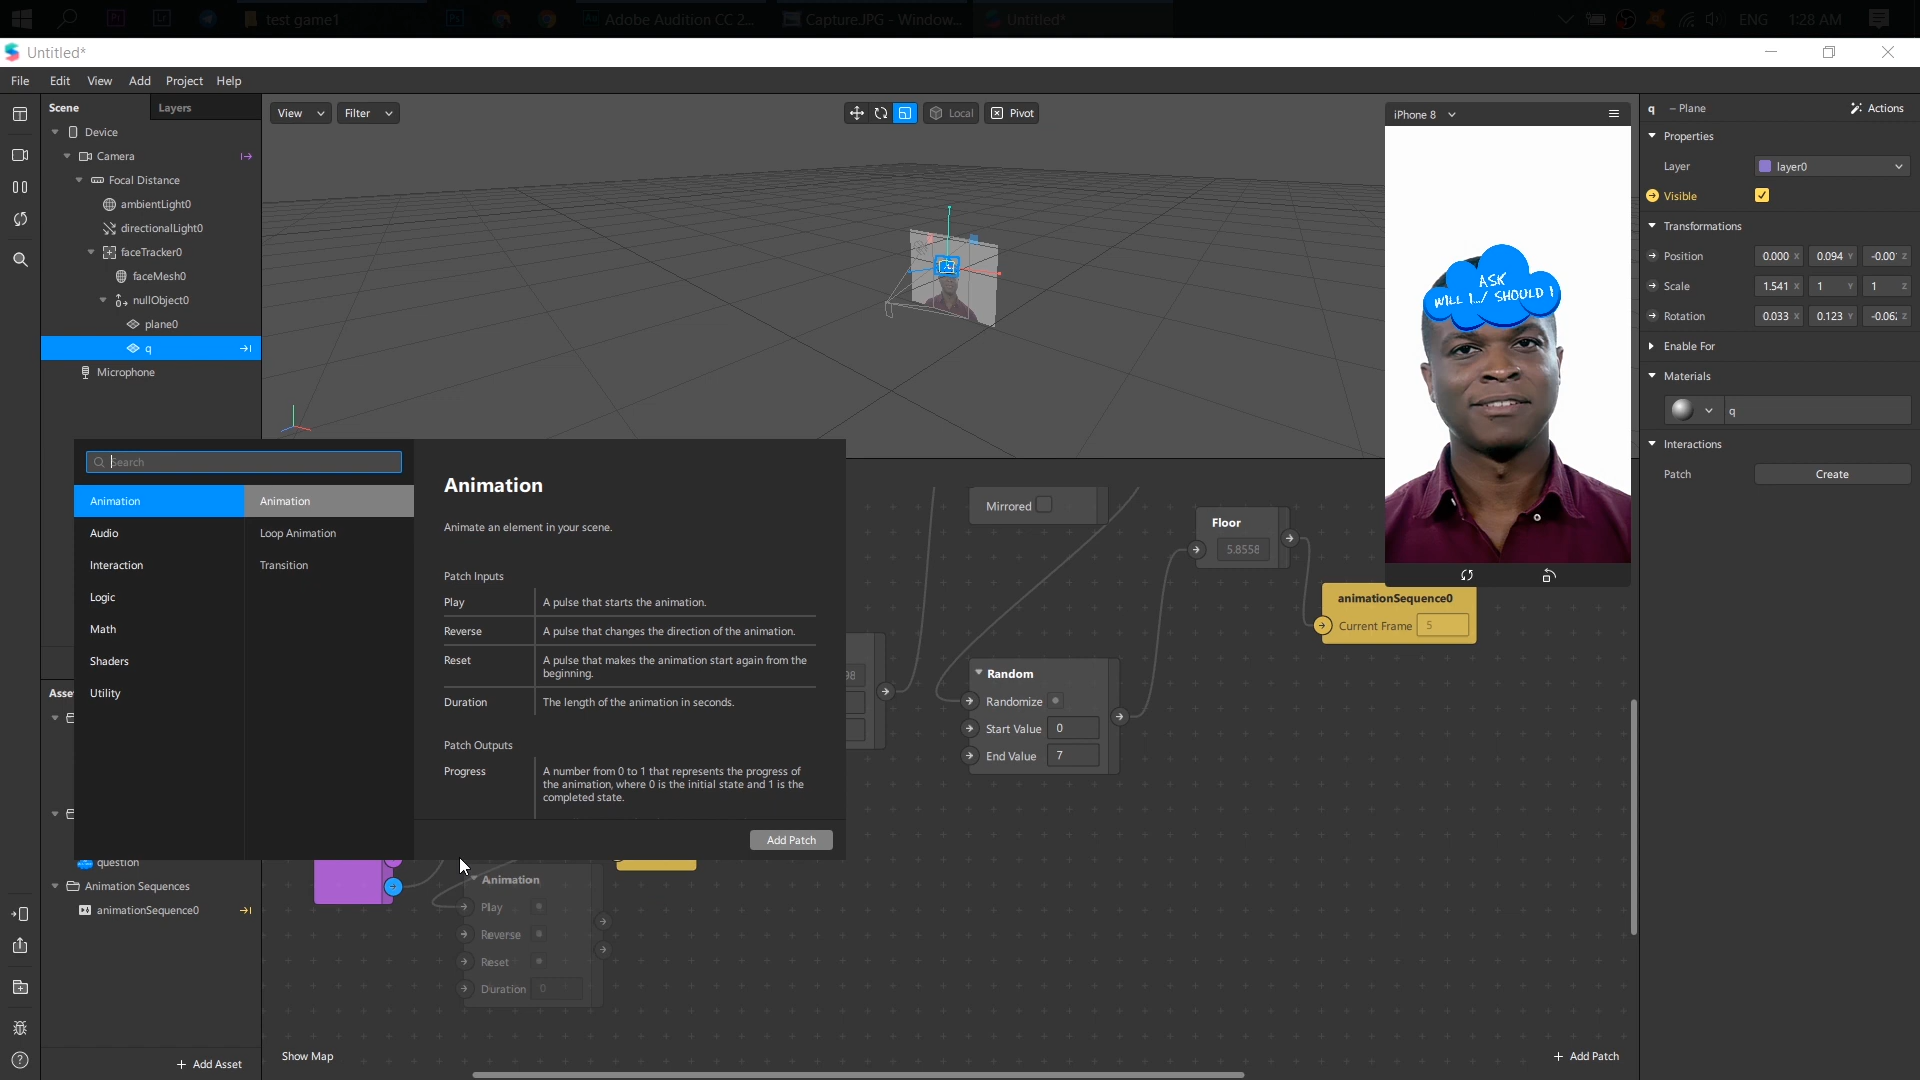 test game1
Adobe Audition CC 2...
Capture.JPG - Window...
Untitled*
ENG
1:28 AM
Untitled*
File Edit View Add Project Help
Scene
Layers
Device
Camera
Focal Distance
ambientLight0
directionalLight0
faceTracker0
faceMesh0
nullObject0
plane0
q
Microphone
View
Filter
Local
Pivot
iPhone 8
ASK
WILL I.../ SHOULD I
q - Plane
Actions
Properties
Layer layer0
Visible
Transformations
Position 0.000 X 0.094 Y -0.00 Z
Scale 1.541 X 1 Y 1 Z
Rotation 0.033 X 0.123 Y -0.06 Z
Enable For
Materials
q
Interactions
Patch Create
Search
Animation
Audio
Interaction
Logic
Math
Shaders
Utility
Animation
Loop Animation
Transition
Animation
Animate an element in your scene.
Patch Inputs
Play A pulse that starts the animation.
Reverse A pulse that changes the direction of the animation.
Reset A pulse that makes the animation start again from the
beginning.
Duration The length of the animation in seconds.
Patch Outputs
Progress A number from 0 to 1 that represents the progress of
the animation, where 0 is the initial state and 1 is the
completed state.
Add Patch
Mirrored
Floor
5.8558
animationSequence0
Current Frame 5
98
Random
Randomize
Start Value 0
End Value 7
Asse
question
Animation Sequences
animationSequence0
Animation
Play
Reverse
Reset
Duration 0
Add Asset
Show Map
Add Patch